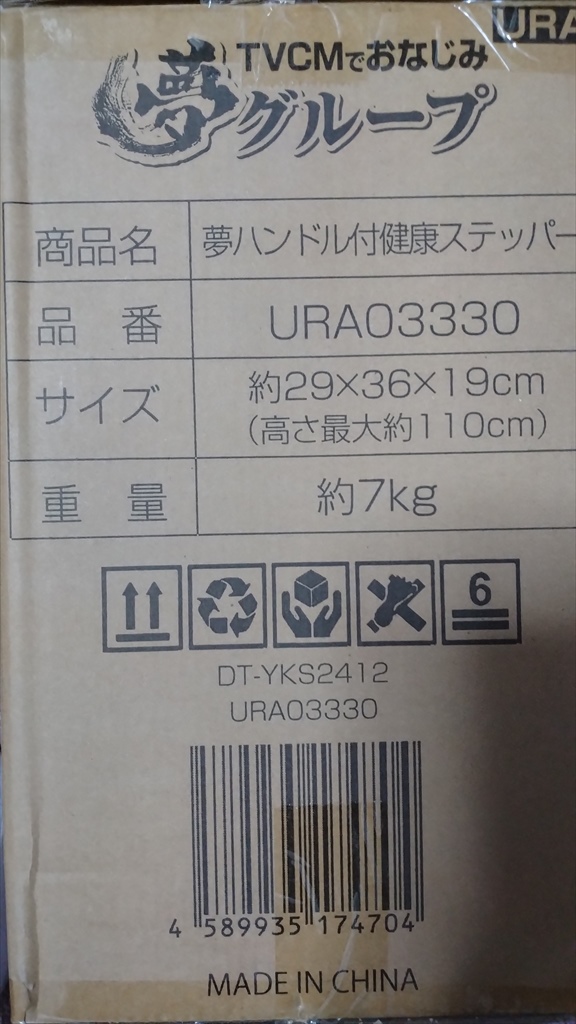 URA
TVCMでおなじみ
夢グループ
商品名 夢ハンドル付健康ステッパー
品番 URA03330
サイズ 約29×36×19cm
（高さ最大約110cm）
重量 約7kg
6
DT-YKS2412
URA03330
4 589935 174704
MADE IN CHINA